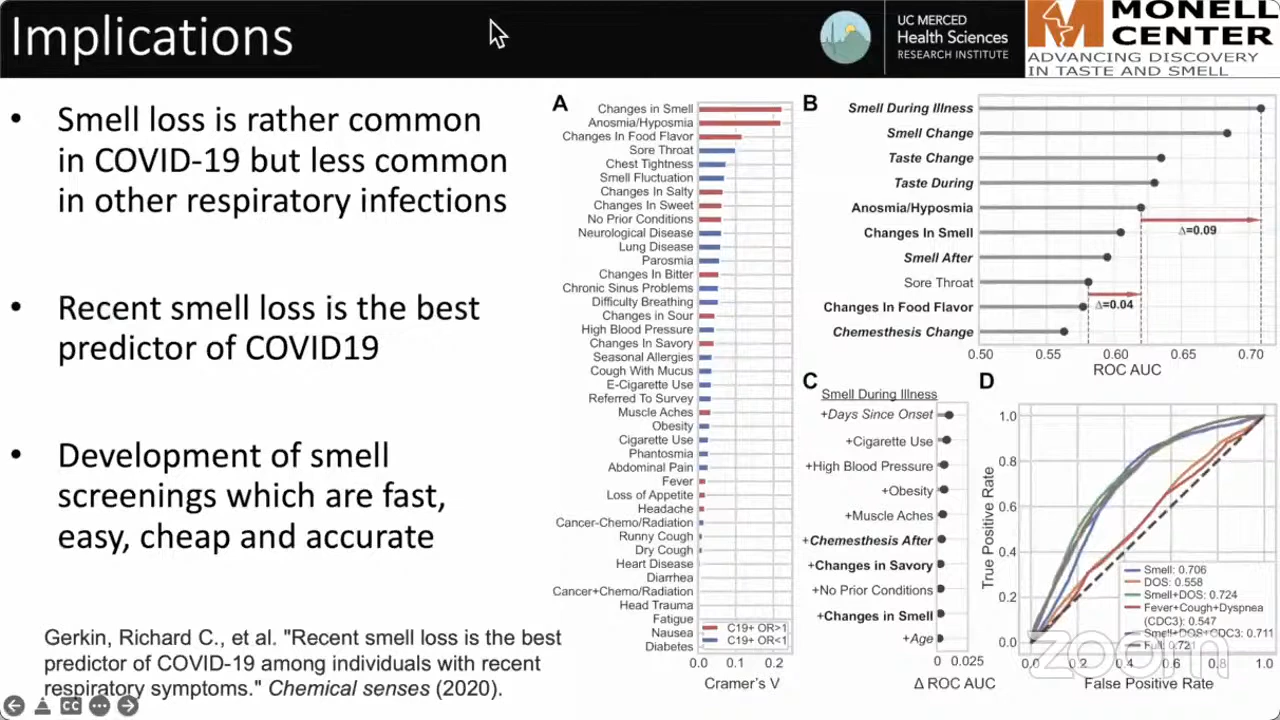 Implications
UC MERCED
Health Sciences
RESEARCH INSTITUTE
MONELL
CENTER
ADVANCING DISCOVERY
IN TASTE AND SMELL
• Smell loss is rather common
in COVID-19 but less common
in other respiratory infections
• Recent smell loss is the best
predictor of COVID19
• Development of smell
screenings which are fast,
easy, cheap and accurate
Gerkin, Richard C., et al. "Recent smell loss is the best
predictor of COVID-19 among individuals with recent
respiratory symptoms." Chemical senses (2020).
A
Changes in Smell
Anosmia/Hyposmia
Changes In Food Flavor
Sore Throat
Chest Tightness
Smell Fluctuation
Changes In Salty
Changes In Sweet
No Prior Conditions
Neurological Disease
Lung Disease
Parosmia
Changes In Bitter
Chronic Sinus Problems
Difficulty Breathing
Changes in Sour
High Blood Pressure
Changes In Savory
Seasonal Allergies
Cough With Mucus
E-Cigarette Use
Referred To Survey
Muscle Aches
Obesity
Cigarette Use
Phantosmia
Abdominal Pain
Fever
Loss of Appetite
Headache
Cancer-Chemo/Radiation
Runny Cough
Dry Cough
Heart Disease
Diarrhea
Cancer+Chemo/Radiation
Head Trauma
Fatigue
Nausea
Diabetes
C19+ OR>1
C19+ OR<1
0.0 0.1 0.2
Cramer's V
B
Smell During Illness
Smell Change
Taste Change
Taste During
Anosmia/Hyposmia
Changes In Smell
Smell After
Sore Throat
Changes In Food Flavor
Chemesthesis Change
Δ=0.09
Δ=0.04
0.50 0.55 0.60 0.65 0.70
ROC AUC
C
Smell During Illness
+Days Since Onset
+Cigarette Use
+High Blood Pressure
+Obesity
+Muscle Aches
+Chemesthesis After
+Changes in Savory
+No Prior Conditions
+Changes in Smell
+Age
0 0.025
Δ ROC AUC
D
True Positive Rate
1.0
0.8
0.6
0.4
0.2
0.0
Smell: 0.706
DOS: 0.558
Smell+DOS: 0.724
Fever+Cough+Dyspnea
(CDC3): 0.547
Smell+DOS+CDC3: 0.711
Full: 0.721
0.0 0.2 0.4 0.6 0.8 1.0
False Positive Rate
zoom
CC